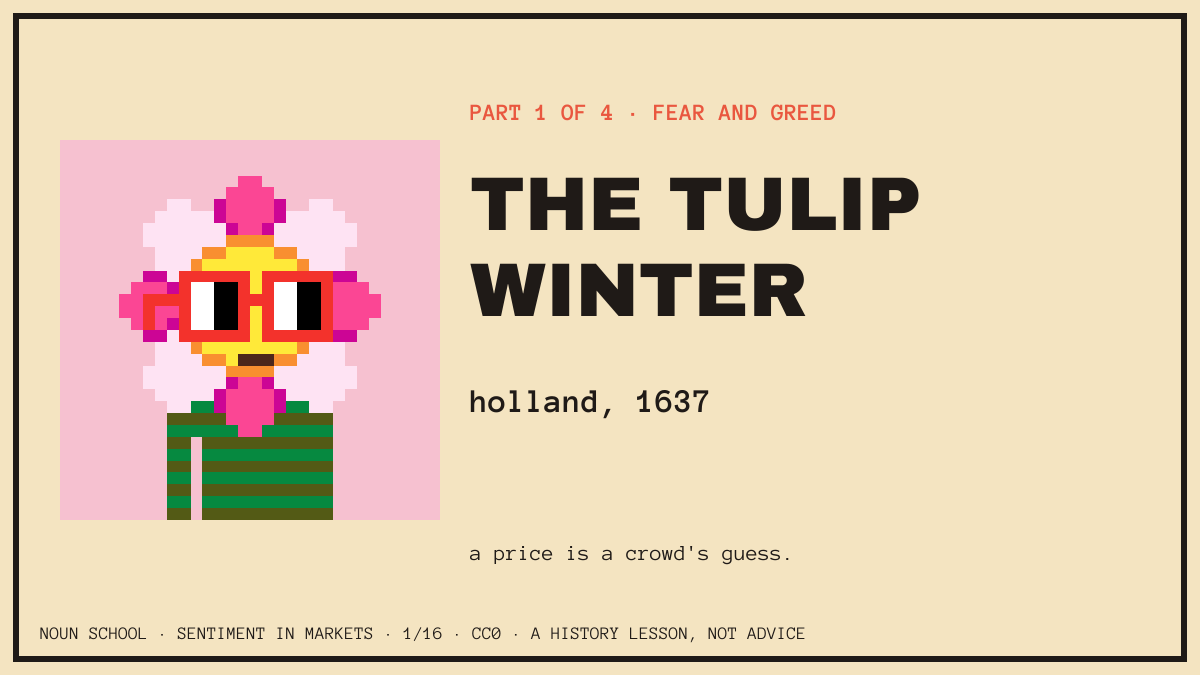 PART 1 OF 4 · FEAR AND GREED
THE TULIP
WINTER
holland, 1637
a price is a crowd's guess.
NOUN SCHOOL · SENTIMENT IN MARKETS · 1/16 · CC0 · A HISTORY LESSON, NOT ADVICE